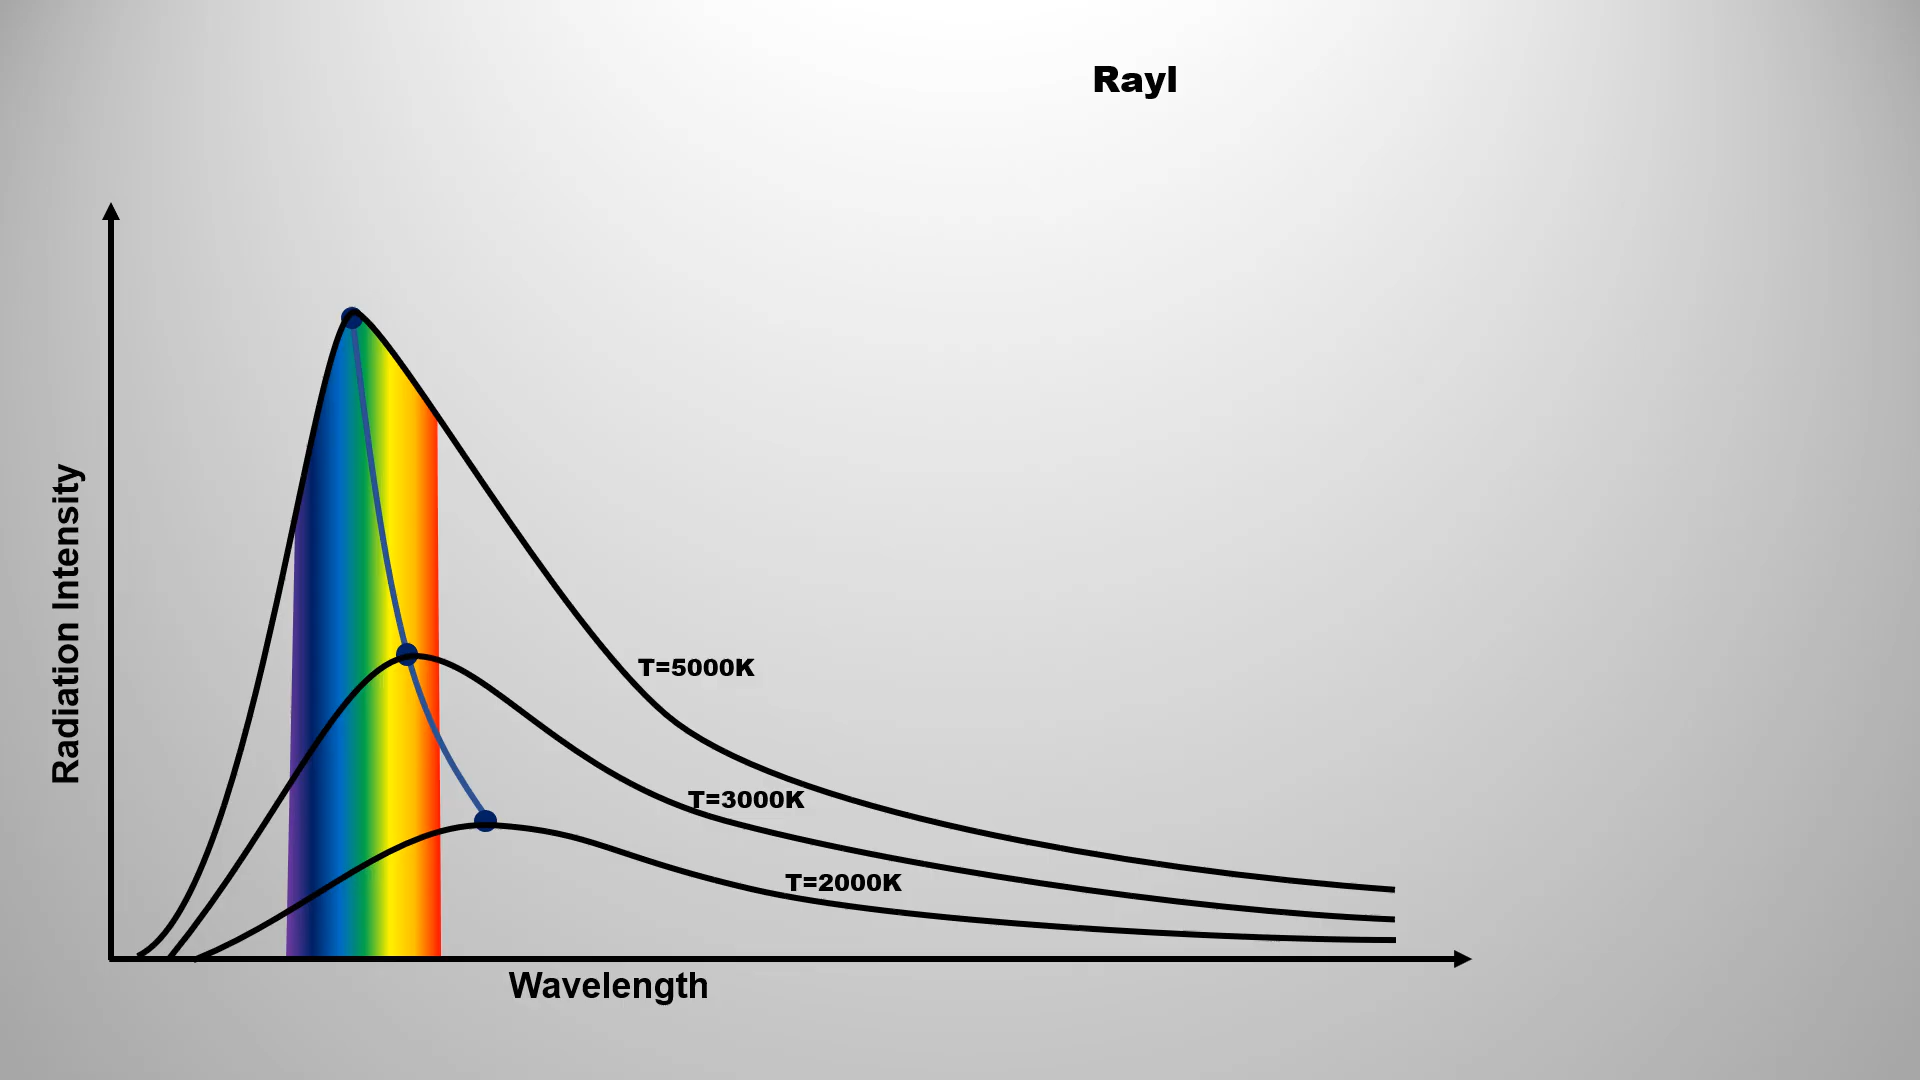 Rayl
Radiation Intensity
T=5000K
T=3000K
T=2000K
Wavelength